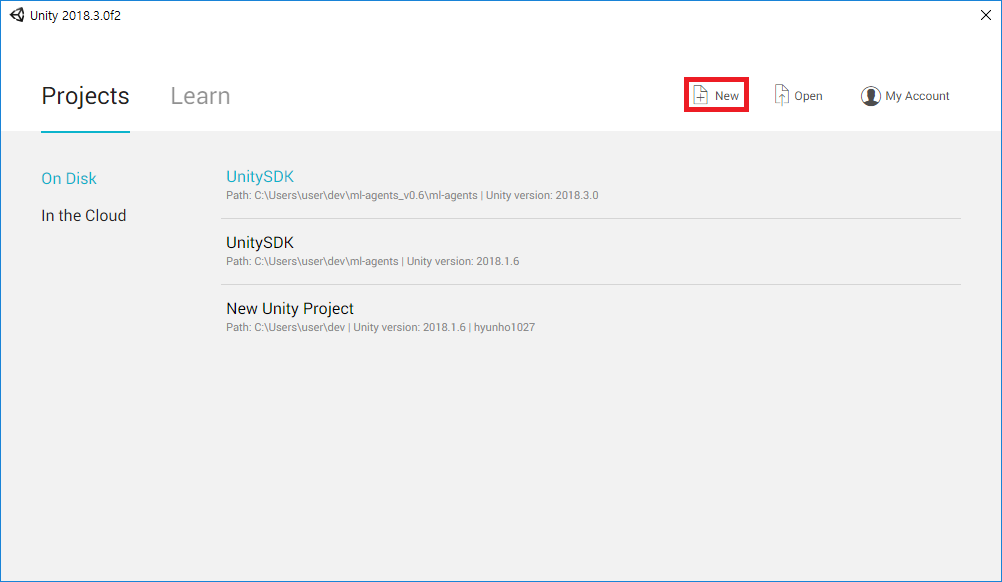 Unity 2018.3.0f2
Projects Learn New Open My Account
On Disk
In the Cloud
UnitySDK
Path: C:\Users\user\dev\ml-agents_v0.6\ml-agents | Unity version: 2018.3.0
UnitySDK
Path: C:\Users\user\dev\ml-agents | Unity version: 2018.1.6
New Unity Project
Path: C:\Users\user\dev | Unity version: 2018.1.6 | hyunho1027